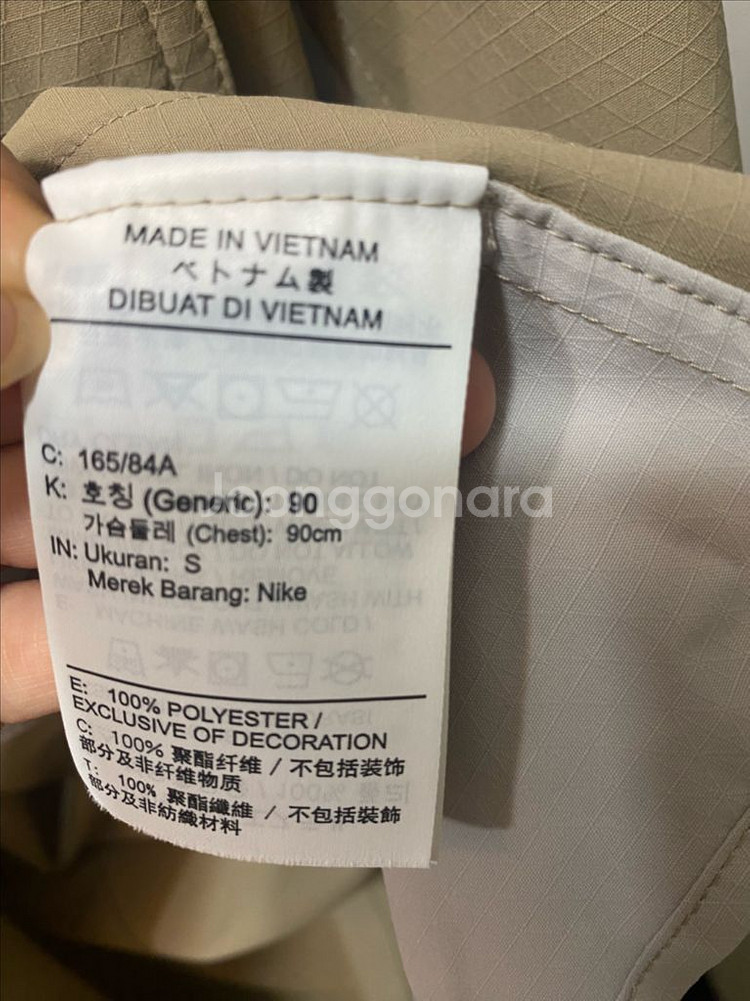 MADE IN VIETNAM
ベトナム製
DIBUAT DI VIETNAM
C: 165/84A
K: 호칭 (Generic): 90
가슴둘레 (Chest): 90cm
IN: Ukuran: S
Merek Barang: Nike
Joonggonara
E: 100% POLYESTER /
EXCLUSIVE OF DECORATION
C: 100% 聚酯纤维 / 不包括装饰
部分及非纤维物质
T: 100% 聚酯纖維 / 不包括裝飾
部分及非紡織材料